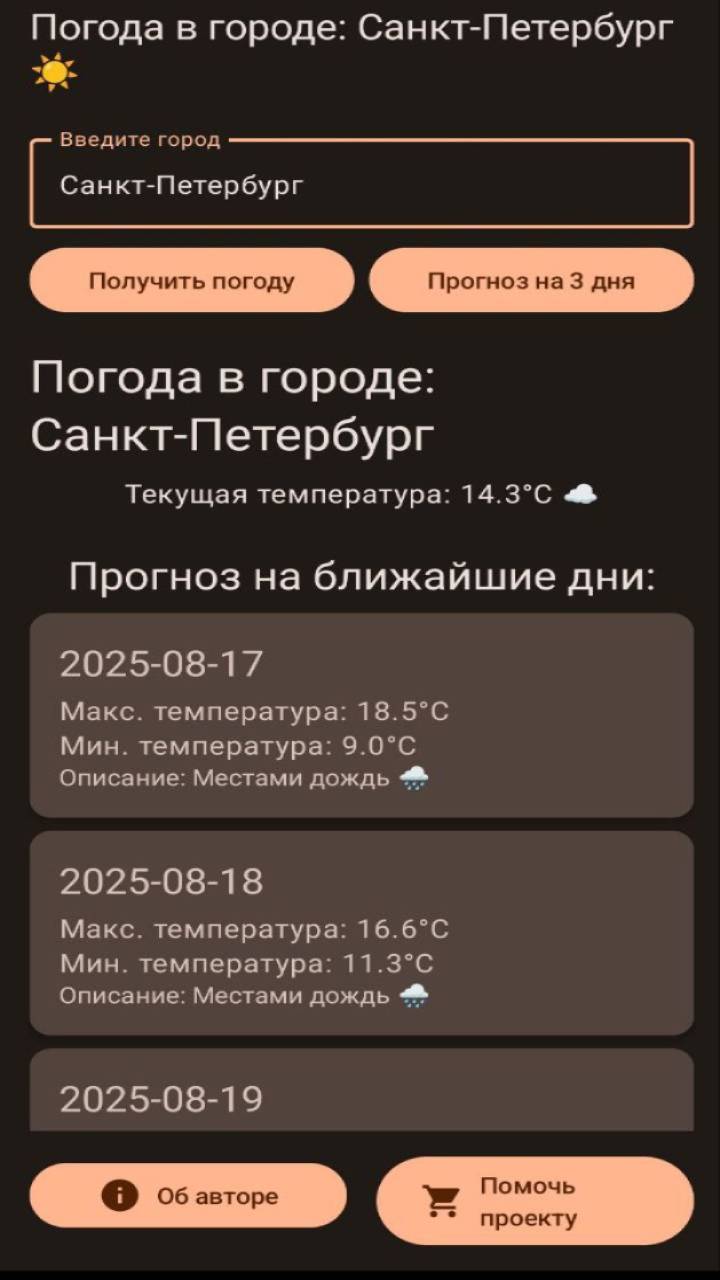 Погода в городе: Санкт-Петербург
☀️
Введите город
Санкт-Петербург
Получить погоду
Прогноз на 3 дня
Погода в городе:
Санкт-Петербург
Текущая температура: 14.3°C ☁️
Прогноз на ближайшие дни:
2025-08-17
Макс. температура: 18.5°C
Мин. температура: 9.0°C
Описание: Местами дождь 🌧️
2025-08-18
Макс. температура: 16.6°C
Мин. температура: 11.3°C
Описание: Местами дождь 🌧️
2025-08-19
Об авторе
Помочь
проекту